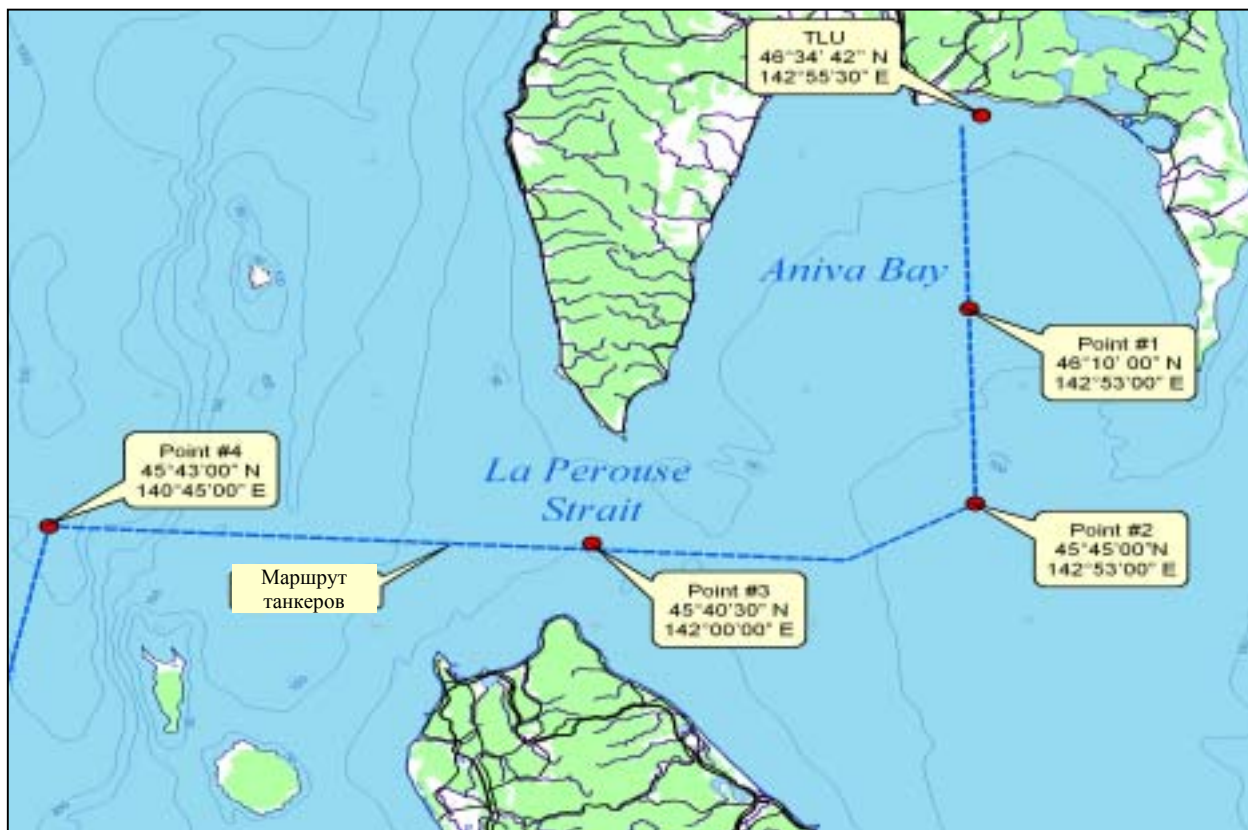 TLU
46°34' 42" N
142°55'30" E
Aniva Bay
Point #1
46°10' 00" N
142°53'00" E
Point #4
45°43'00" N
140°45'00" E
La Perouse
Strait
Point #2
45°45'00"N
142°53'00" E
Маршрут
танкеров
Point #3
45°40'30" N
142°00'00" E